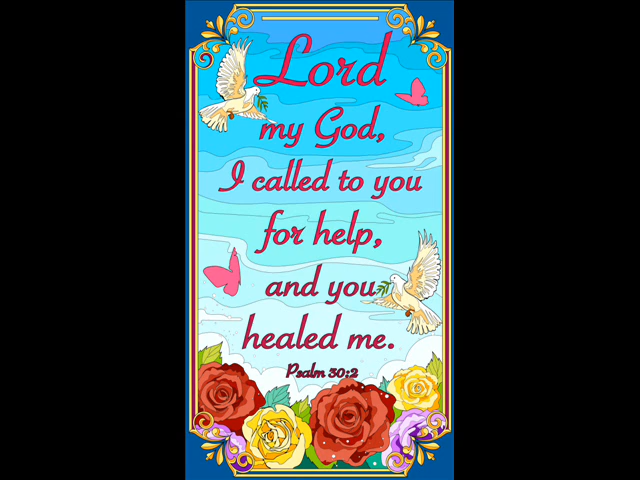 Lord
my God,
I called to you
for help,
and you
healed me.
Psalm 30:2